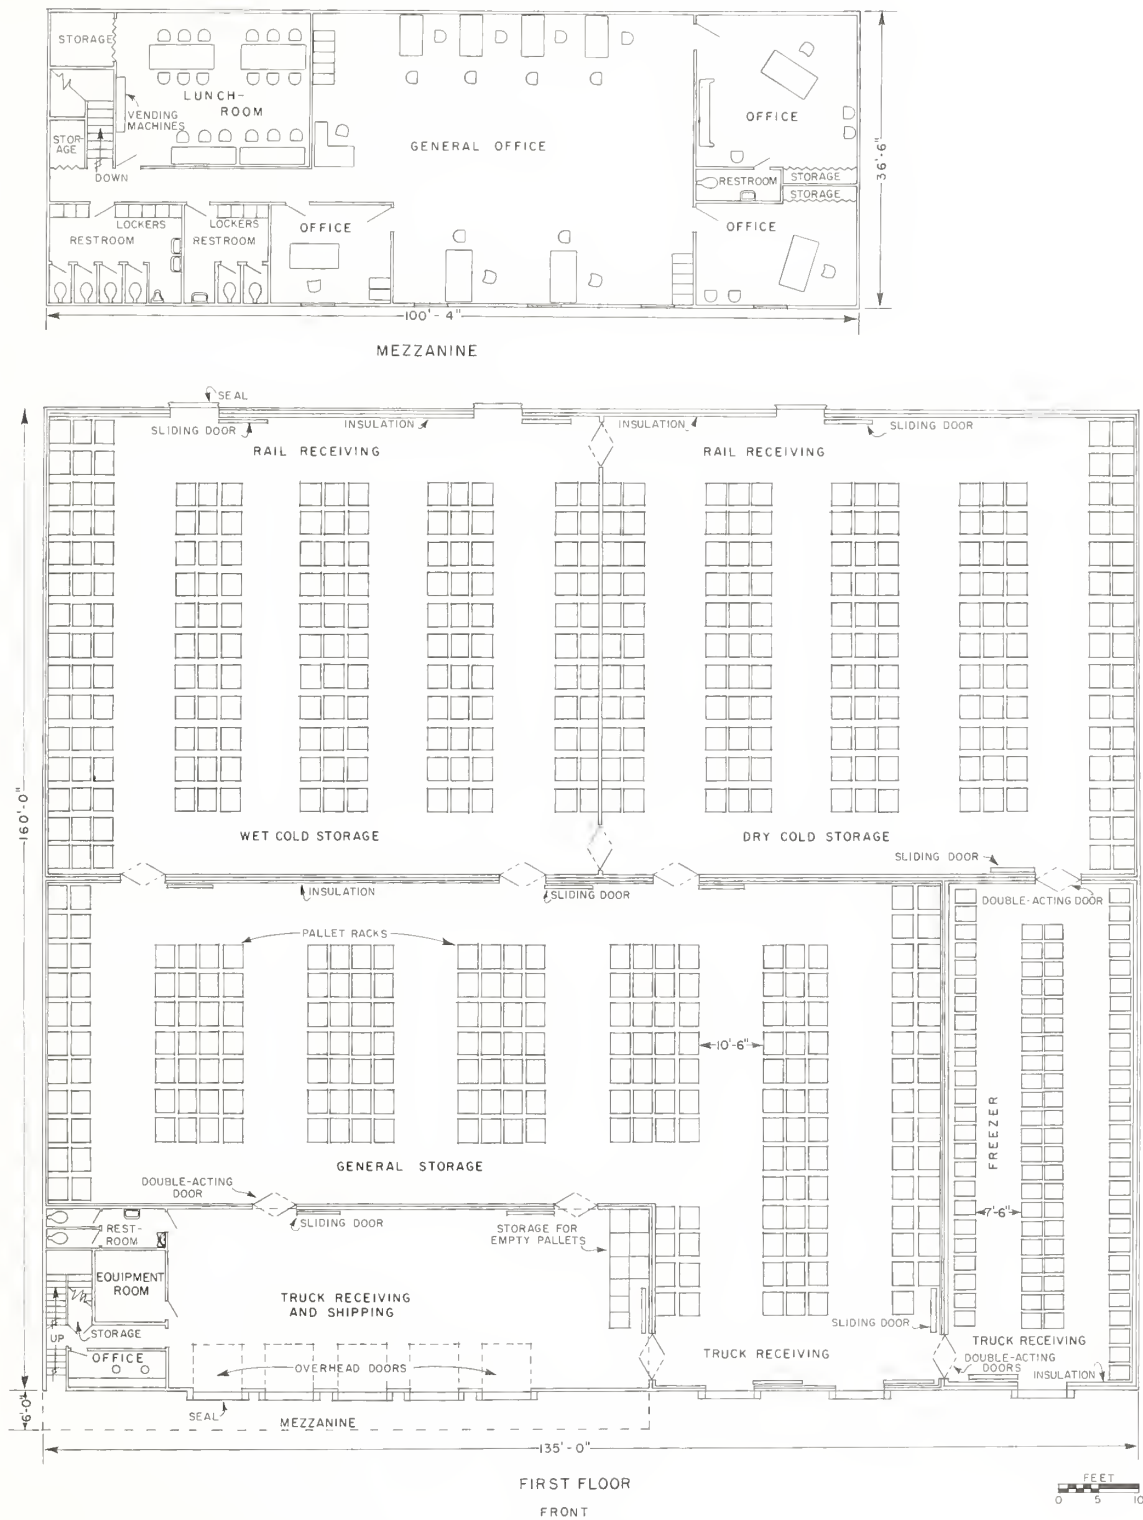 STORAGE
LUNCH-
ROOM
VENDING
MACHINES
STOR-
AGE
DOWN
GENERAL OFFICE
OFFICE
RESTROOM
STORAGE
STORAGE
OFFICE
36'-6"
LOCKERS
RESTROOM
LOCKERS
RESTROOM
OFFICE
100'-4"
MEZZANINE
SEAL
SLIDING DOOR
INSULATION
INSULATION
SLIDING DOOR
RAIL RECEIVING
RAIL RECEIVING
WET COLD STORAGE
DRY COLD STORAGE
160'-0"
SLIDING DOOR
INSULATION
SLIDING DOOR
DOUBLE-ACTING DOOR
PALLET RACKS
10'-6"
FREEZER
7'-6"
GENERAL STORAGE
DOUBLE-ACTING
DOOR
SLIDING DOOR
STORAGE FOR
EMPTY PALLETS
REST-
ROOM
EQUIPMENT
ROOM
TRUCK RECEIVING
AND SHIPPING
UP
STORAGE
OFFICE
OVERHEAD DOORS
SLIDING DOOR
TRUCK RECEIVING
TRUCK RECEIVING
DOUBLE-ACTING
DOORS
INSULATION
6'-0"
SEAL
MEZZANINE
135'-0"
FIRST FLOOR
FRONT
FEET
0 5 10